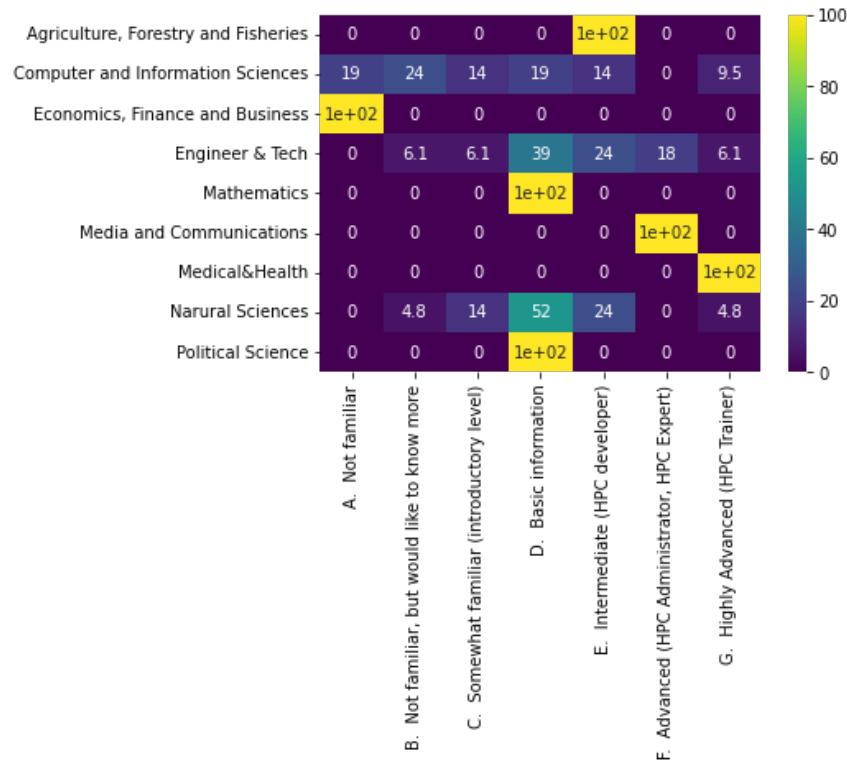 Agriculture, Forestry and Fisheries 0 0 0 0 1e+02 0 0
Computer and Information Sciences 19 24 14 19 14 0 9.5
Economics, Finance and Business 1e+02 0 0 0 0 0 0
Engineer & Tech 0 6.1 6.1 39 24 18 6.1
Mathematics 0 0 0 1e+02 0 0 0
Media and Communications 0 0 0 0 0 1e+02 0
Medical&Health 0 0 0 0 0 0 1e+02
Narural Sciences 0 4.8 14 52 24 0 4.8
Political Science 0 0 0 1e+02 0 0 0
A. Not familiar
B. Not familiar, but would like to know more
C. Somewhat familiar (introductory level)
D. Basic information
E. Intermediate (HPC developer)
F. Advanced (HPC Administrator, HPC Expert)
G. Highly Advanced (HPC Trainer)
100
80
60
40
20
0